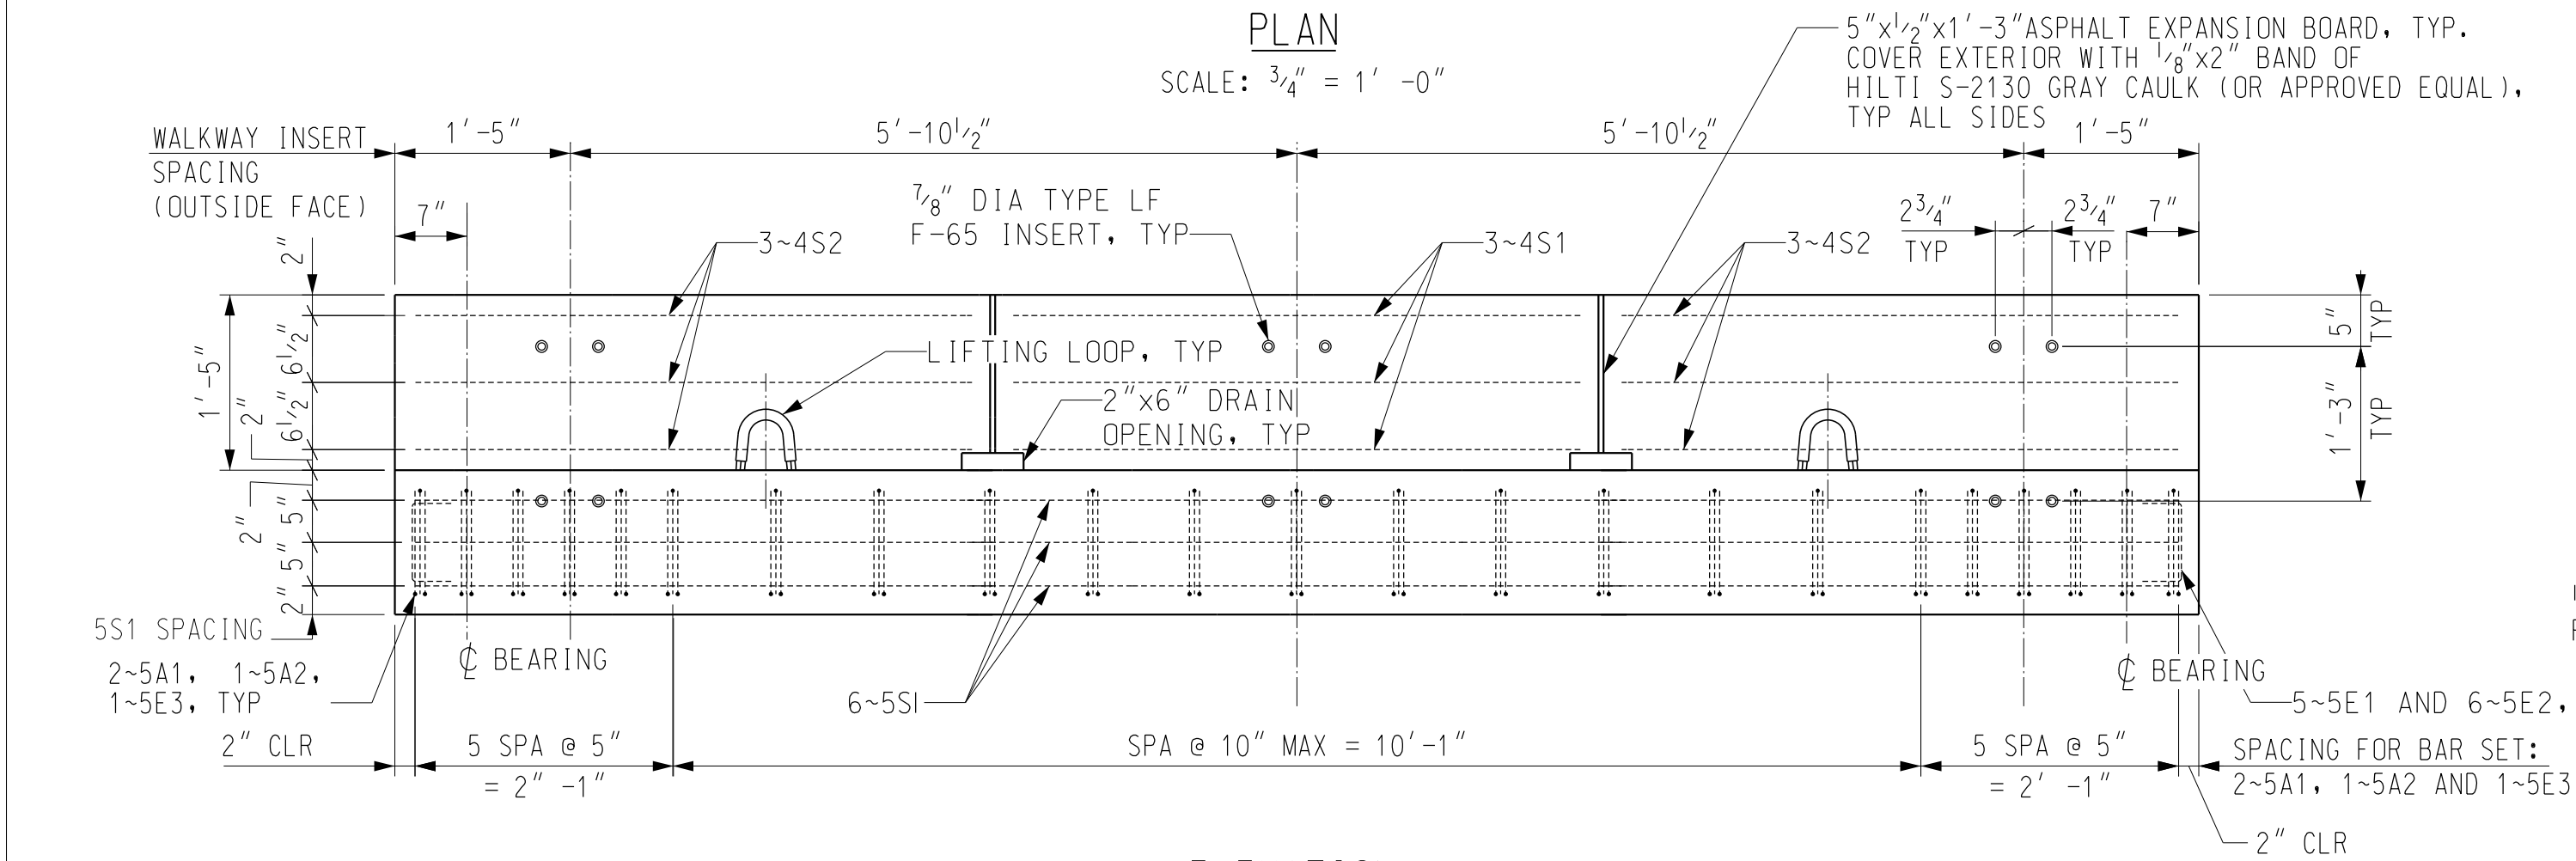 PLAN
SCALE: 3/4" = 1' -0"
5"x1/2"x1'-3"ASPHALT EXPANSION BOARD, TYP.
COVER EXTERIOR WITH 1/8"x2" BAND OF
HILTI S-2130 GRAY CAULK (OR APPROVED EQUAL),
TYP ALL SIDES
WALKWAY INSERT
SPACING
(OUTSIDE FACE)
1'-5"
5'-10 1/2"
5'-10 1/2"
1'-5"
7"
7/8" DIA TYPE LF
F-65 INSERT, TYP
2 3/4"
TYP
2 3/4"
TYP
7"
3~4S2
3~4S1
3~4S2
2"
6 1/2"
6 1/2"
1'-5"
2"
2"
5"
5"
2"
5"
TYP
1'-3"
TYP
LIFTING LOOP, TYP
2"x6" DRAIN
OPENING, TYP
5S1 SPACING
2~5A1, 1~5A2,
1~5E3, TYP
℄ BEARING
6~5SI
℄ BEARING
5~5E1 AND 6~5E2,
2" CLR
5 SPA @ 5"
= 2" -1"
SPA @ 10" MAX = 10'-1"
5 SPA @ 5"
= 2' -1"
SPACING FOR BAR SET:
2~5A1, 1~5A2 AND 1~5E3
2" CLR